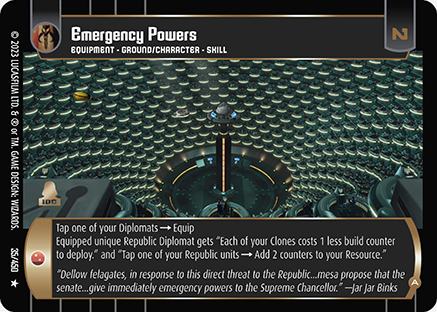 Emergency Powers
EQUIPMENT - GROUND/CHARACTER - SKILL
N
© 2023 LUCASFILM LTD. & ® or TM. GAME DESIGN: WIZARDS.
Tap one of your Diplomats → Equip
Equipped unique Republic Diplomat gets “Each of your Clones costs 1 less build counter
to deploy.” and “Tap one of your Republic units → Add 2 counters to your Resource.”
“Dellow felagates, in response to this direct threat to the Republic...mesa propose that the
senate...give immediately emergency powers to the Supreme Chancellor.” —Jar Jar Binks
A